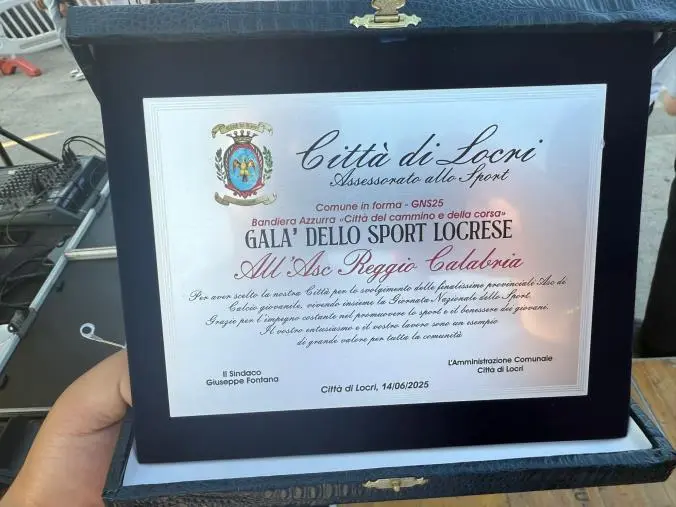 Città di Locri
Assessorato allo Sport
Comune in forma - GNS25
Bandiera Azzurra «Città del cammino e della corsa»
GALA' DELLO SPORT LOCRESE
All'Asc Reggio Calabria
Per aver scelto la nostra Città per lo svolgimento delle finalissime provinciale Asc di
Calcio giovanile, vivendo insieme la Giornata Nazionale dello Sport.
Grazie per l'impegno costante nel promuovere lo sport e il benessere dei giovani.
Il vostro entusiasmo e il vostro lavoro sono un esempio
di grande valore per tutta la comunità
Il Sindaco
Giuseppe Fontana
L'Amministrazione Comunale
Città di Locri
Città di Locri, 14/06/2025